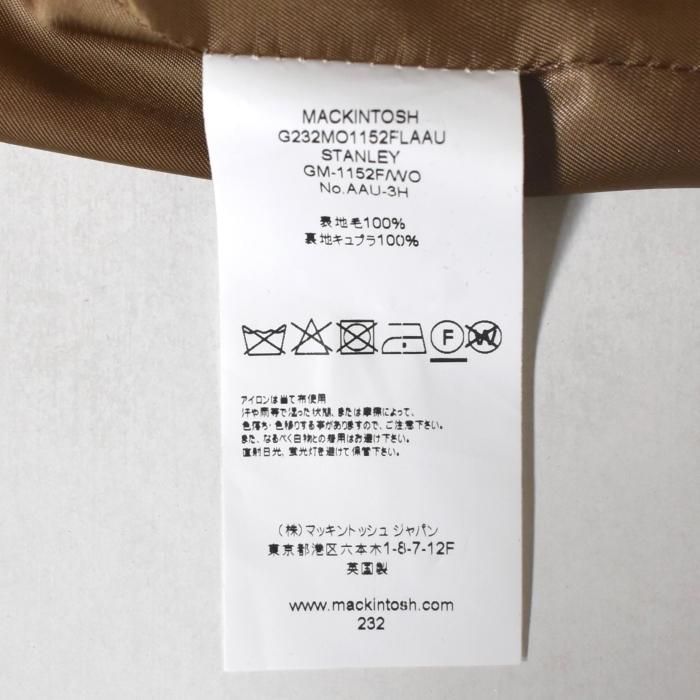 MACKINTOSH
G232MO1152FLAAU
STANLEY
GM-1152F/WO
No.AAU-3H
表地毛100%
裏地キュプラ100%
F W
アイロンは当て布使用
汗や雨等で湿った状態、または摩擦によって、
色落ち・色移りする事がありますので、ご注意下さい。
また、なるべく白物との着用はお避け下さい。
直射日光、蛍光灯を避けて保管下さい。
(株)マッキントッシュ ジャパン
東京都港区六本木1-8-7-12F
英国製
www.mackintosh.com
232